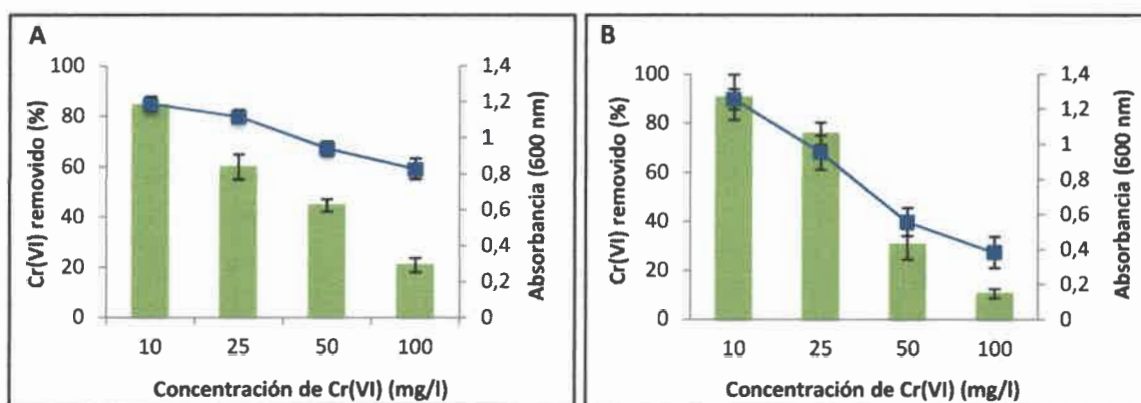 A
Cr(VI) removido (%)
100
80
60
40
20
0
1,4
1,2
1
0,8
0,6
0,4
0,2
0
Absorbancia (600 nm)
10 25 50 100
Concentración de Cr(VI) (mg/l)
B
Cr(VI) removido (%)
100
80
60
40
20
0
1,4
1,2
1
0,8
0,6
0,4
0,2
0
Absorbancia (600 nm)
10 25 50 100
Concentración de Cr(VI) (mg/l)